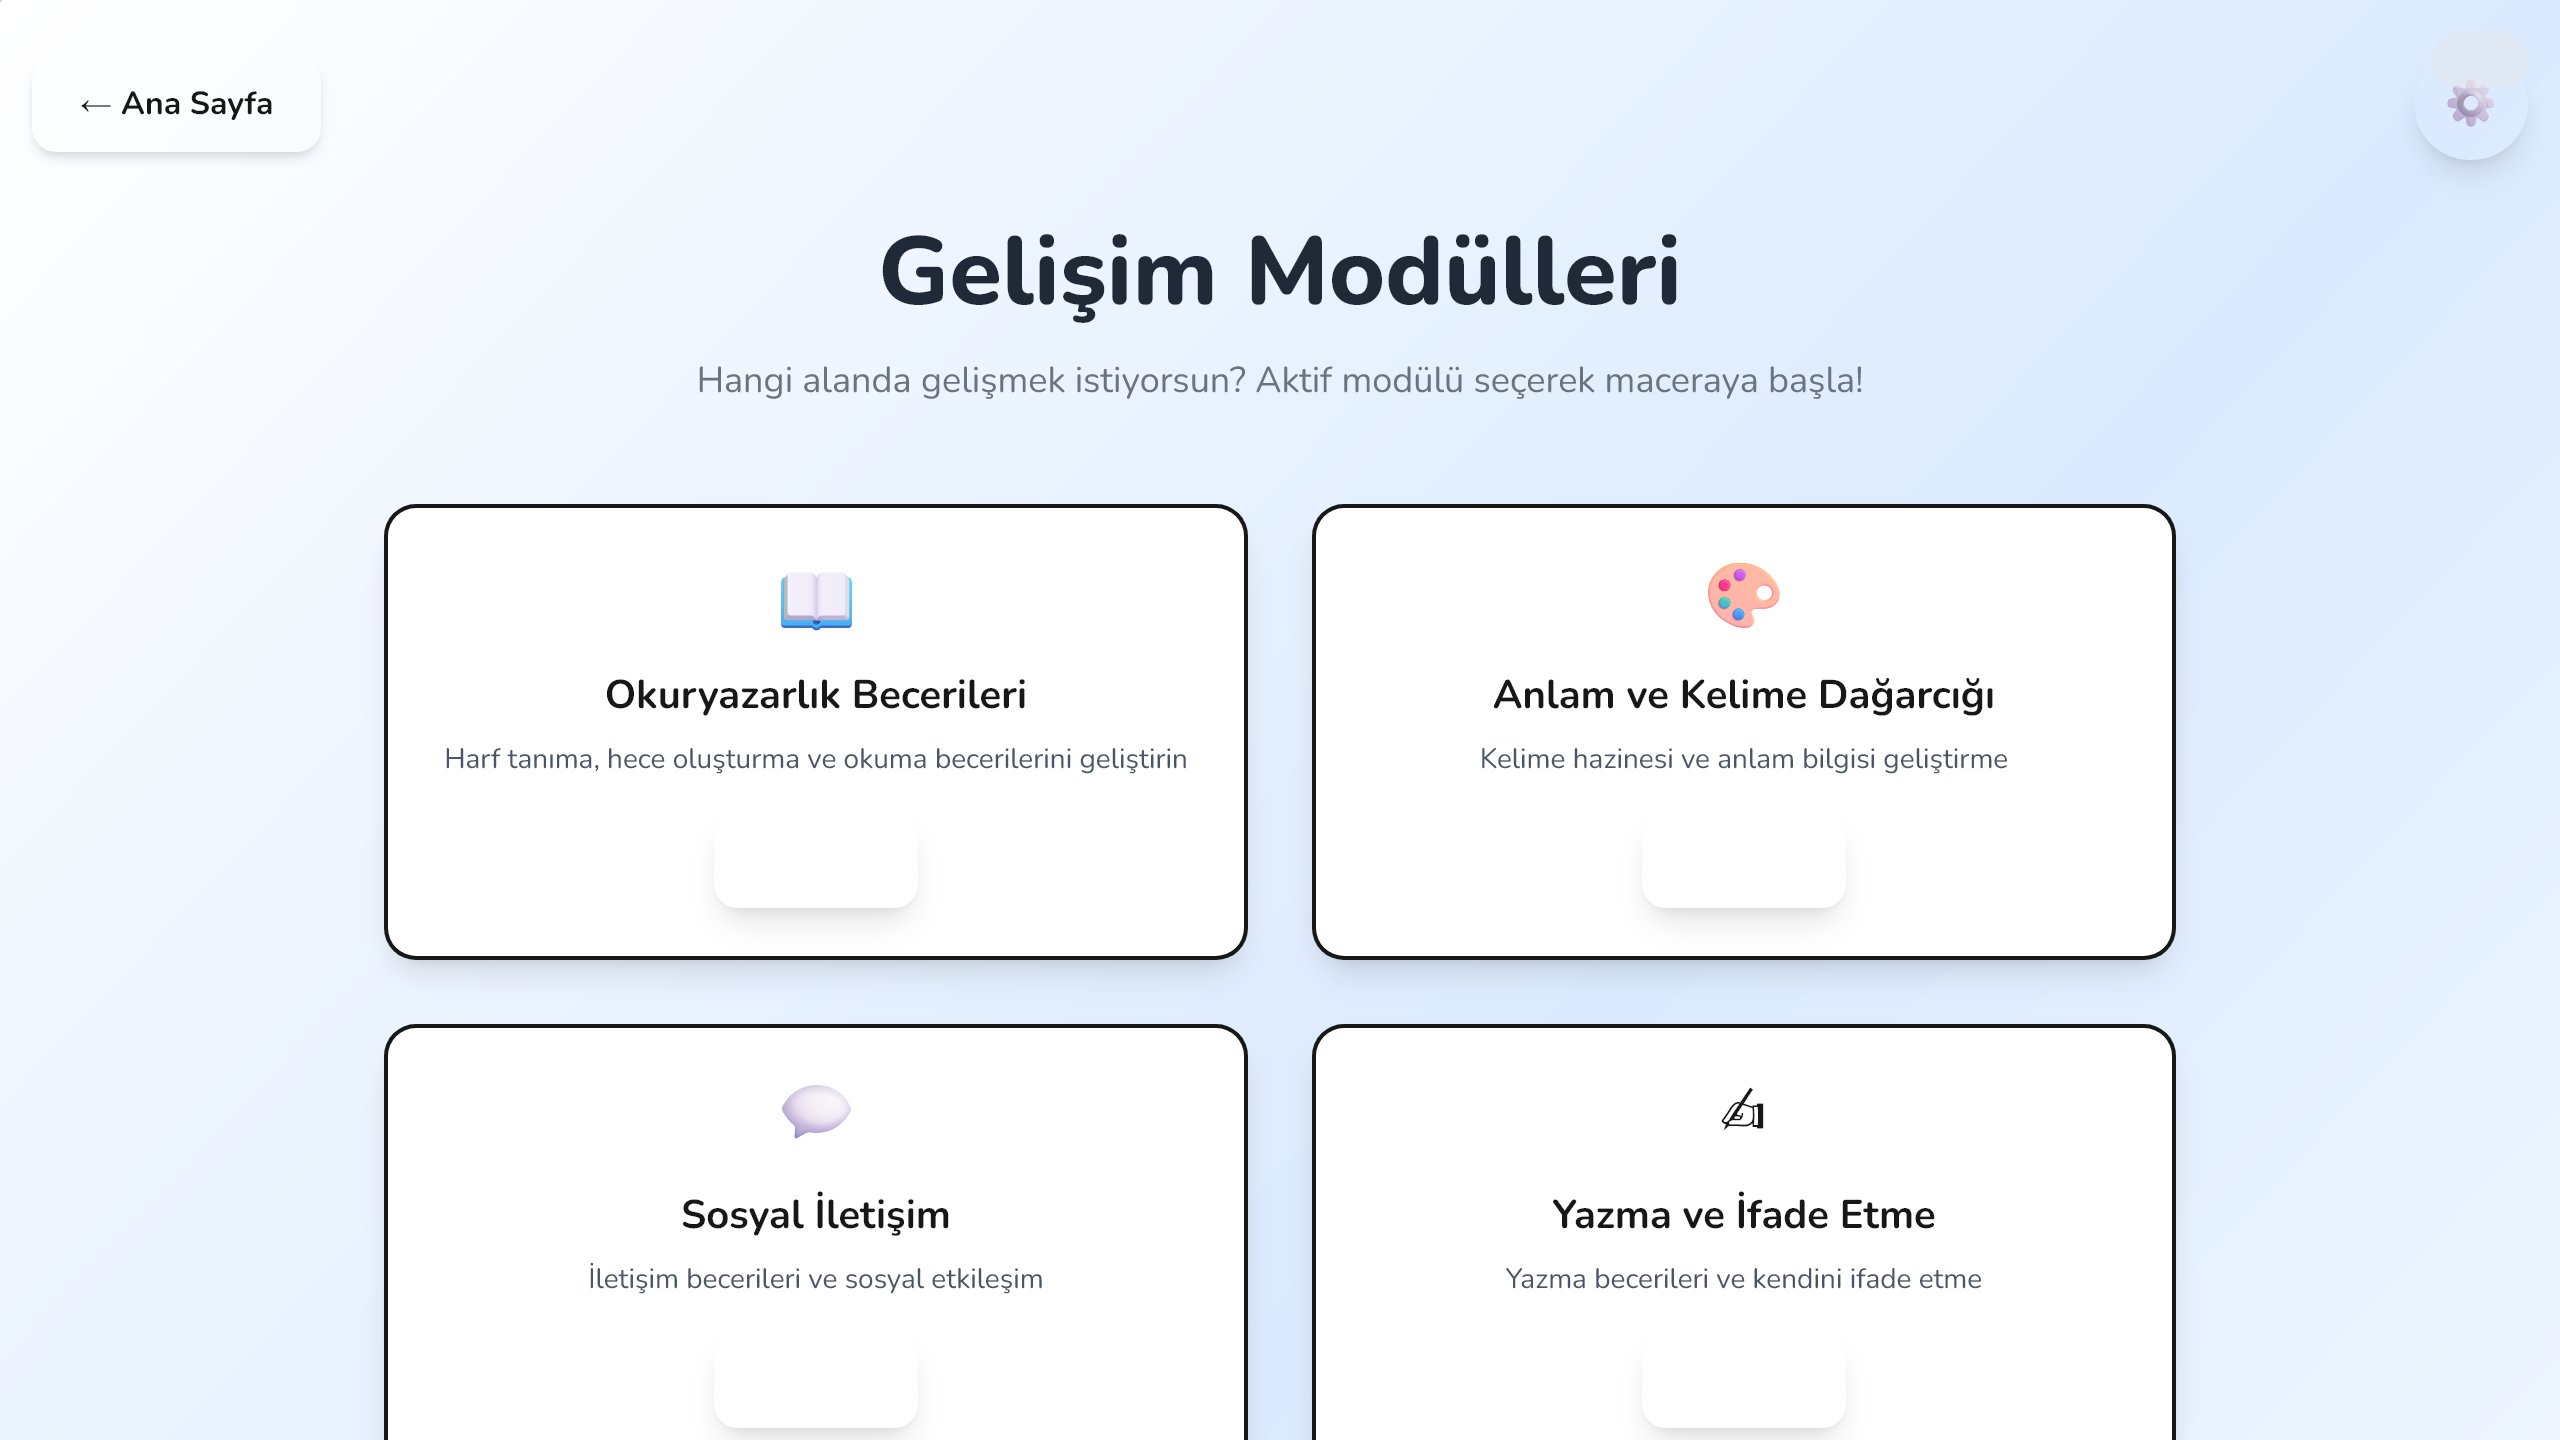 ← Ana Sayfa
Gelişim Modülleri
Hangi alanda gelişmek istiyorsun? Aktif modülü seçerek maceraya başla!
Okuryazarlık Becerileri
Harf tanıma, hece oluşturma ve okuma becerilerini geliştirin
Anlam ve Kelime Dağarcığı
Kelime hazinesi ve anlam bilgisi geliştirme
Sosyal İletişim
İletişim becerileri ve sosyal etkileşim
Yazma ve İfade Etme
Yazma becerileri ve kendini ifade etme